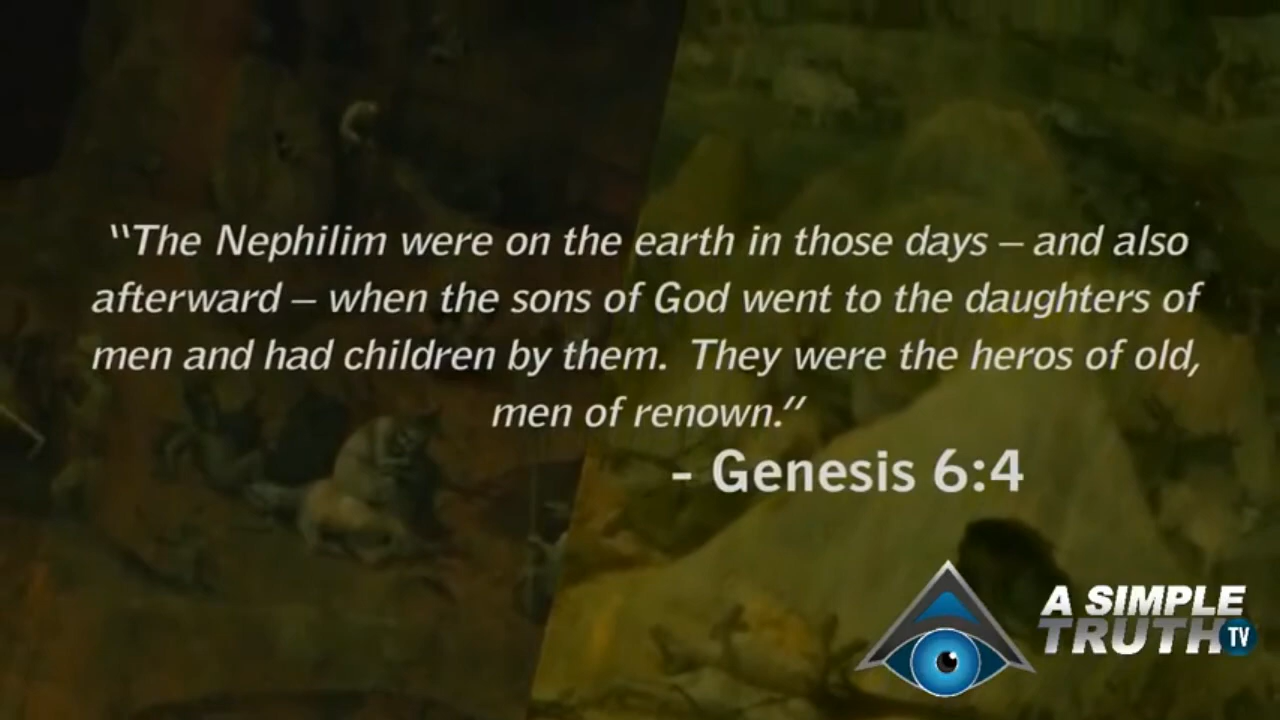 "The Nephilim were on the earth in those days – and also
afterward – when the sons of God went to the daughters of
men and had children by them.  They were the heros of old,
men of renown."
- Genesis 6:4
A SIMPLE
TRUTH TV